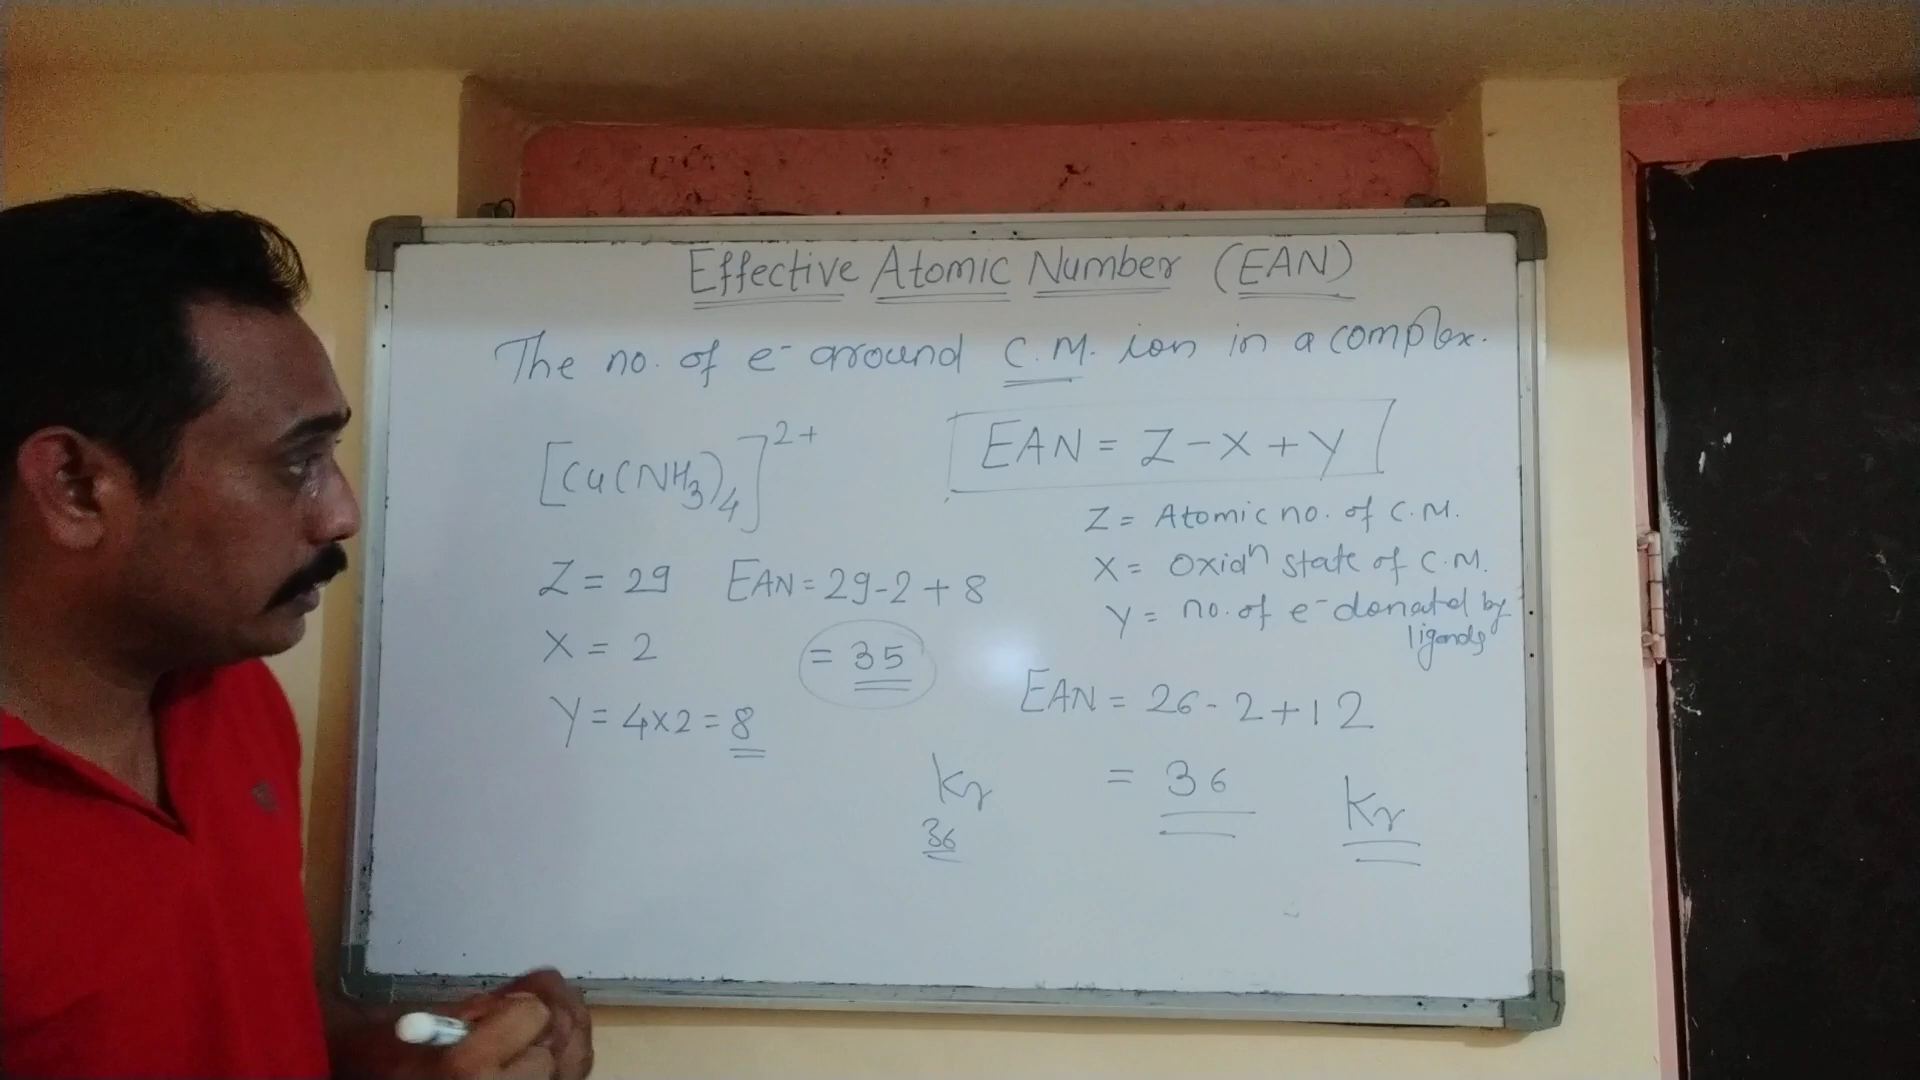 Effective Atomic Number (EAN)
The no. of e- around C.M. ion in a complex.
[Cu(NH3)4]2+
EAN = Z-X+Y
Z = Atomic no. of C.M.
X = Oxidn state of C.M.
Y = no. of e- donated by
ligands
Z = 29
EAN = 29-2+8
X = 2
= 35
Y = 4x2 = 8
EAN = 26-2+12
= 36
Kr
36
Kr